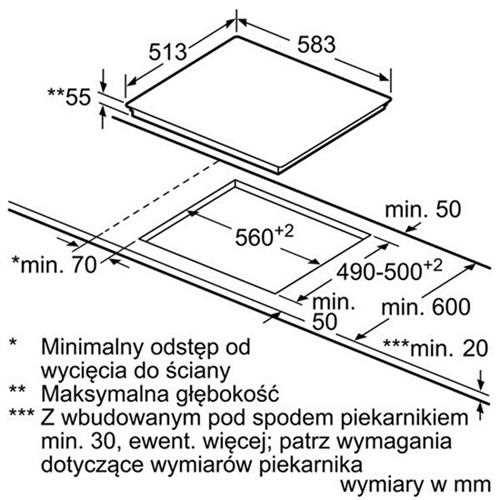 513
583
**55
min. 50
560+2
*min. 70
490-500+2
min. 50
min. 600
***min. 20
* Minimalny odstęp od
wycięcia do ściany
** Maksymalna głębokość
*** Z wbudowanym pod spodem piekarnikiem
min. 30, ewent. więcej; patrz wymagania
dotyczące wymiarów piekarnika
wymiary w mm